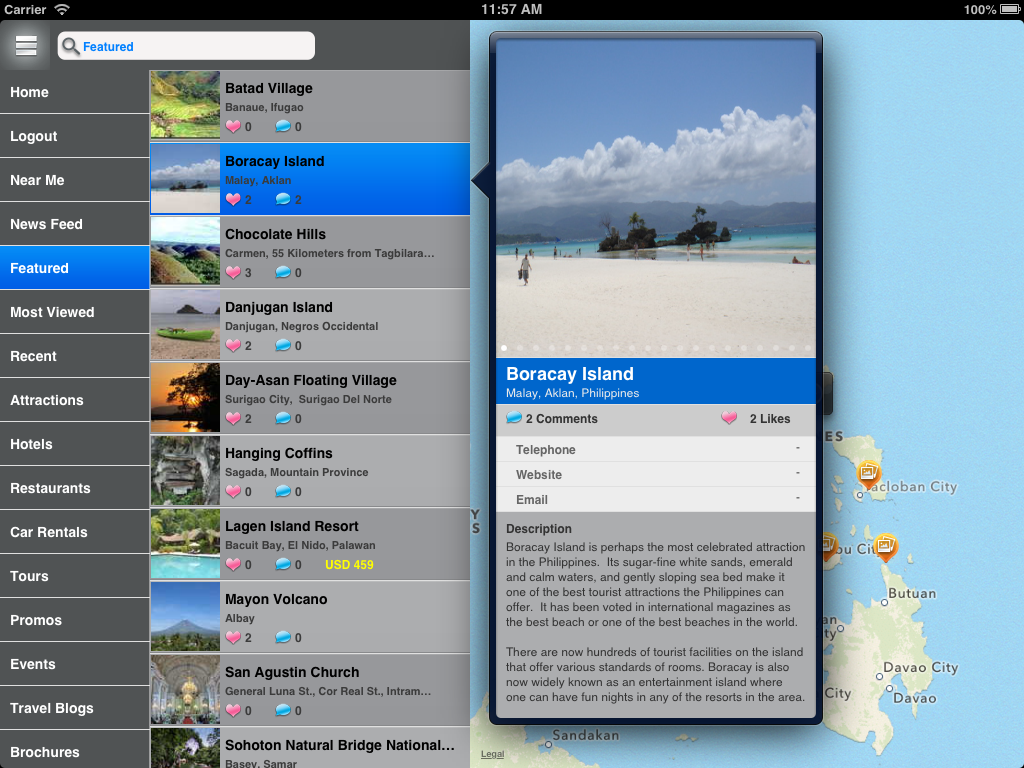 Carrier
11:57 AM
100%
Featured
Home
Logout
Near Me
News Feed
Featured
Most Viewed
Recent
Attractions
Hotels
Restaurants
Car Rentals
Tours
Promos
Events
Travel Blogs
Brochures
Batad Village
Banaue, Ifugao
0 0
Boracay Island
Malay, Aklan
2 2
Chocolate Hills
Carmen, 55 Kilometers from Tagbilara...
3 0
Danjugan Island
Danjugan, Negros Occidental
2 0
Day-Asan Floating Village
Surigao City, Surigao Del Norte
2 0
Hanging Coffins
Sagada, Mountain Province
0 0
Lagen Island Resort
Bacuit Bay, El Nido, Palawan
0 0 USD 459
Mayon Volcano
Albay
2 0
San Agustin Church
General Luna St., Cor Real St., Intram...
0 0
Sohoton Natural Bridge National...
Basey, Samar
Boracay Island
Malay, Aklan, Philippines
2 Comments 2 Likes
Telephone -
Website -
Email -
Description
Boracay Island is perhaps the most celebrated attraction
in the Philippines. Its sugar-fine white sands, emerald
and calm waters, and gently sloping sea bed make it
one of the best tourist attractions the Philippines can
offer. It has been voted in international magazines as
the best beach or one of the best beaches in the world.
There are now hundreds of tourist facilities on the island
that offer various standards of rooms. Boracay is also
now widely known as an entertainment island where
one can have fun nights in any of the resorts in the area.
ES
acloban City
ou Ci
Butuan
an
ty
Davao City
City
Davao
Y
S
Sandakan
Legal